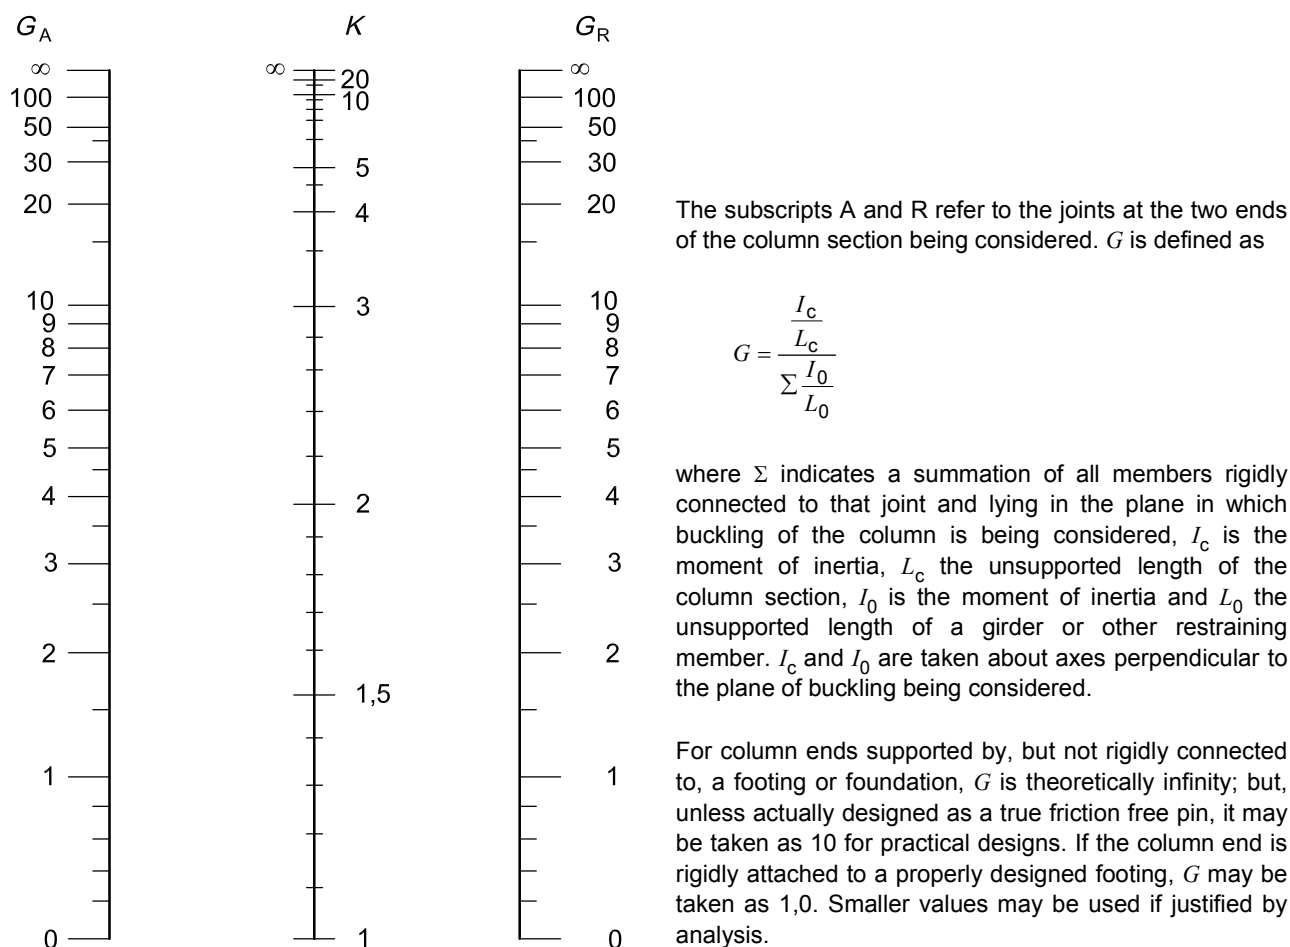 G_A K G_R
∞ ∞ ∞
20
100 10 100
50 50
30 5 30
20 4 20
10 3 10
9 9
8 8
7 7
6 6
5 5
4 2 4
3 3
2 2
1,5
1 1
0 1 0
The subscripts A and R refer to the joints at the two ends
of the column section being considered. G is defined as
G = (I_c / L_c) / (Σ I_0 / L_0)
where Σ indicates a summation of all members rigidly
connected to that joint and lying in the plane in which
buckling of the column is being considered, I_c is the
moment of inertia, L_c the unsupported length of the
column section, I_0 is the moment of inertia and L_0 the
unsupported length of a girder or other restraining
member. I_c and I_0 are taken about axes perpendicular to
the plane of buckling being considered.
For column ends supported by, but not rigidly connected
to, a footing or foundation, G is theoretically infinity; but,
unless actually designed as a true friction free pin, it may
be taken as 10 for practical designs. If the column end is
rigidly attached to a properly designed footing, G may be
taken as 1,0. Smaller values may be used if justified by
analysis.